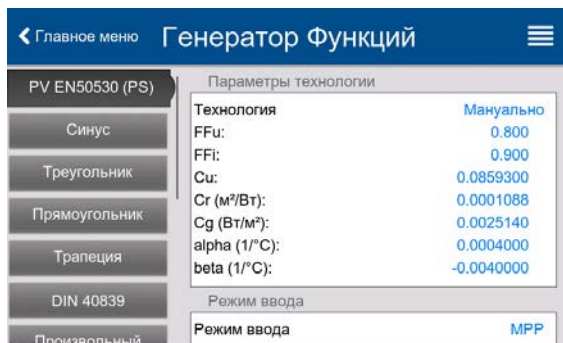 Главное меню
Генератор Функций
PV EN50530 (PS)
Синус
Треугольник
Прямоугольник
Трапеция
DIN 40839
Произвольный
Параметры технологии
Технология Мануально
FFu: 0.800
FFi: 0.900
Cu: 0.0859300
Cr (м²/Вт): 0.0001088
Cg (Вт/м²): 0.0025140
alpha (1/°C): 0.0004000
beta (1/°C): -0.0040000
Режим ввода
Режим ввода MPP